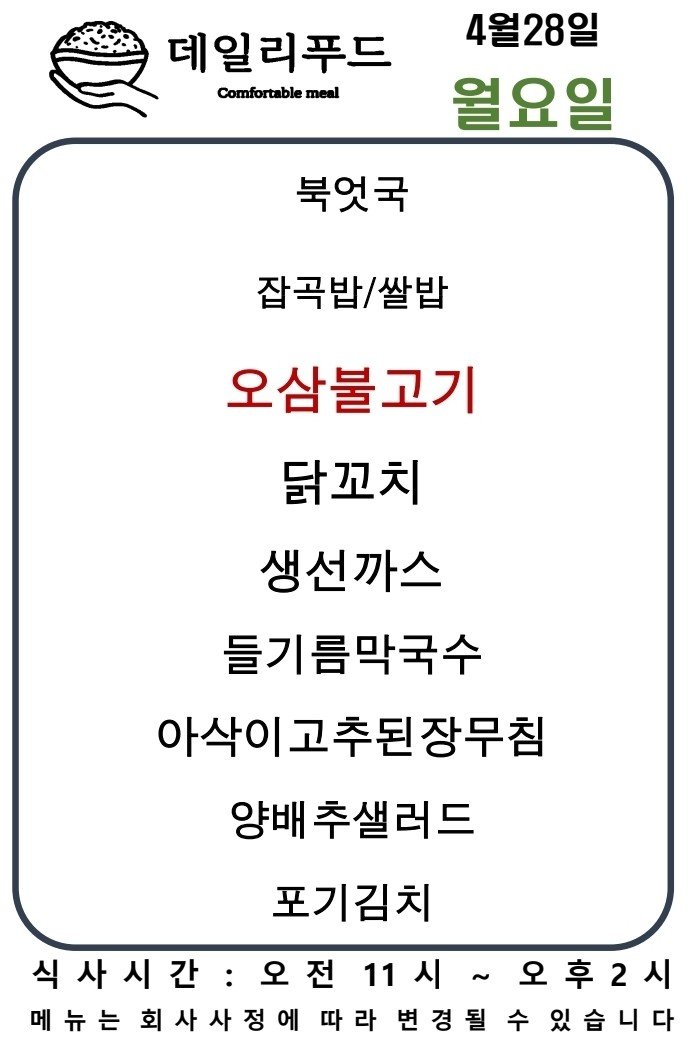 데일리푸드
Comfortable meal
4월28일
월요일
북엇국
잡곡밥/쌀밥
오삼불고기
닭꼬치
생선까스
들기름막국수
아삭이고추된장무침
양배추샐러드
포기김치
식사시간 : 오전 11시 ~ 오후2시
메뉴는 회사사정에 따라 변경될 수 있습니다